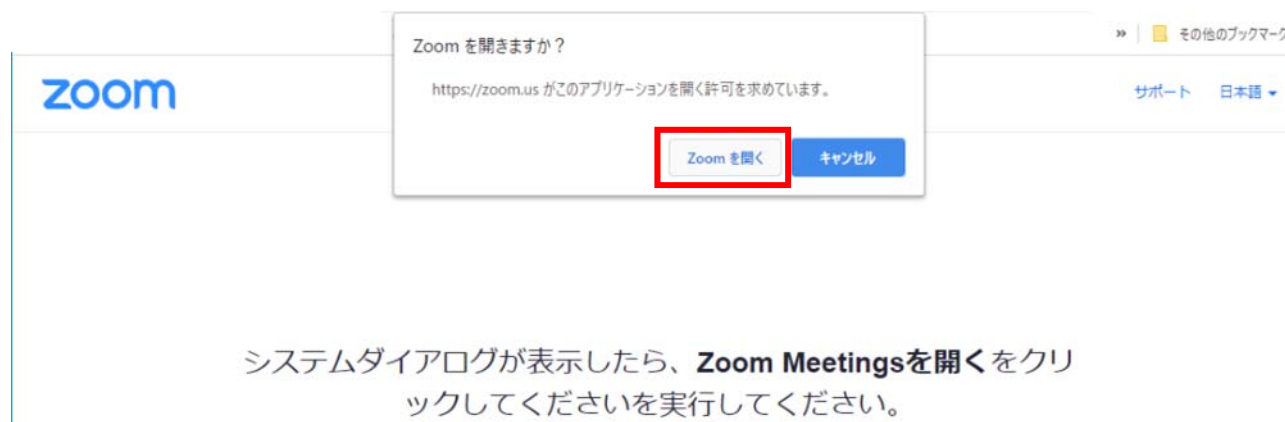 Zoom を開きますか？
» その他のブックマーク
https://zoom.us がこのアプリケーションを開く許可を求めています。
zoom
サポート 日本語
Zoom を開く キャンセル
システムダイアログが表示したら、Zoom Meetingsを開くをクリ
ックしてくださいを実行してください。